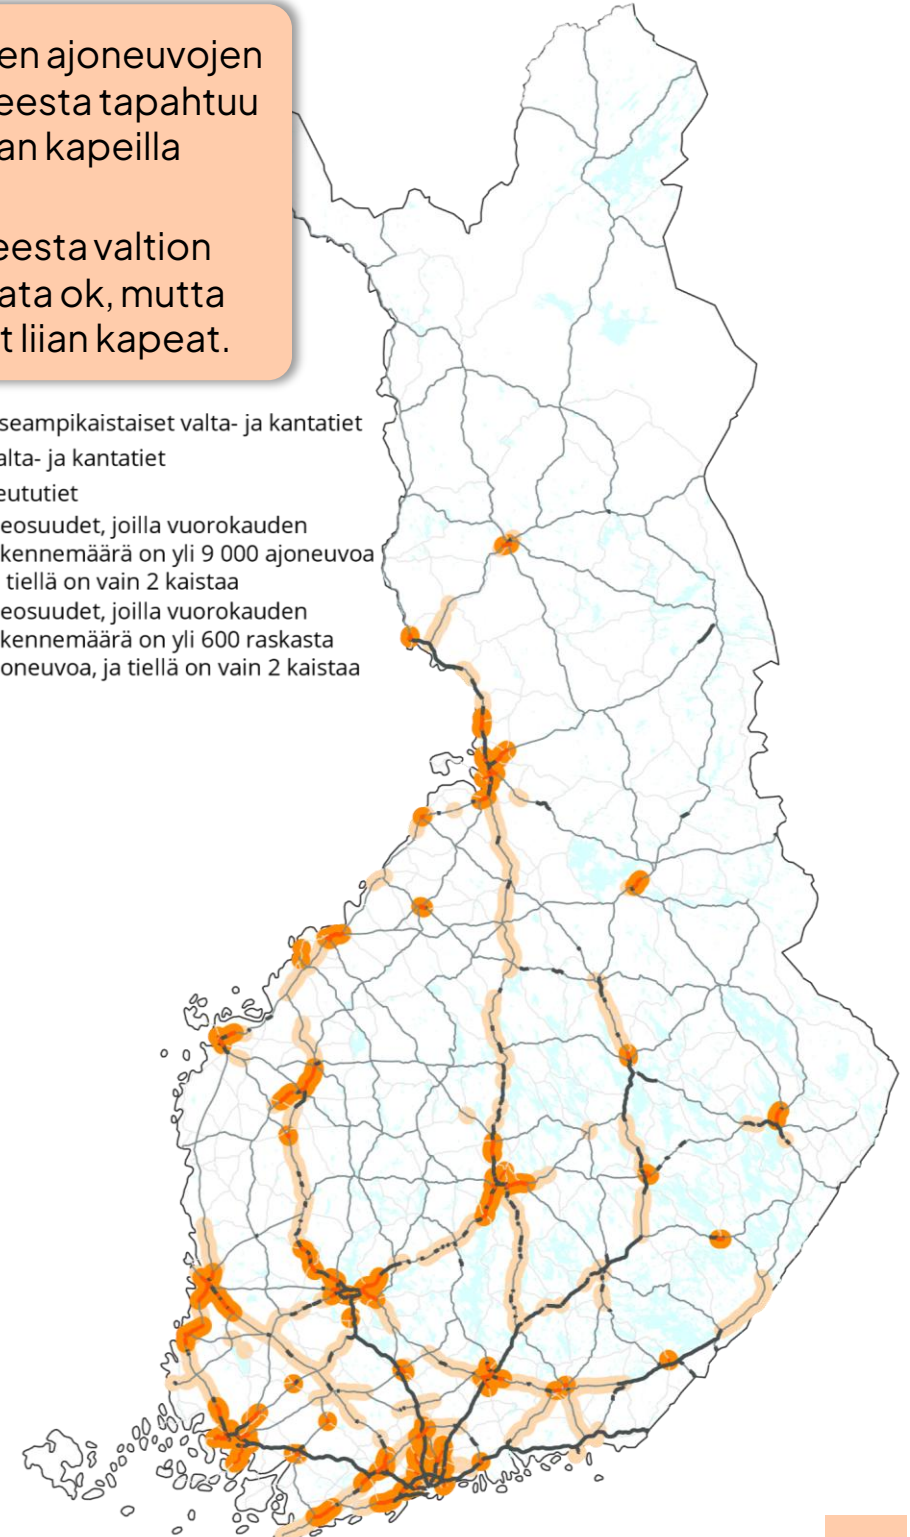 en ajoneuvojen
eesta tapahtuu
an kapeilla
eesta valtion
ata ok, mutta
t liian kapeat.
seampikaistaiset valta- ja kantatiet
alta- ja kantatiet
eututiet
eosuudet, joilla vuorokauden
kennemäärä on yli 9 000 ajoneuvoa
tiellä on vain 2 kaistaa
eosuudet, joilla vuorokauden
kennemäärä on yli 600 raskasta
oneuvoa, ja tiellä on vain 2 kaistaa